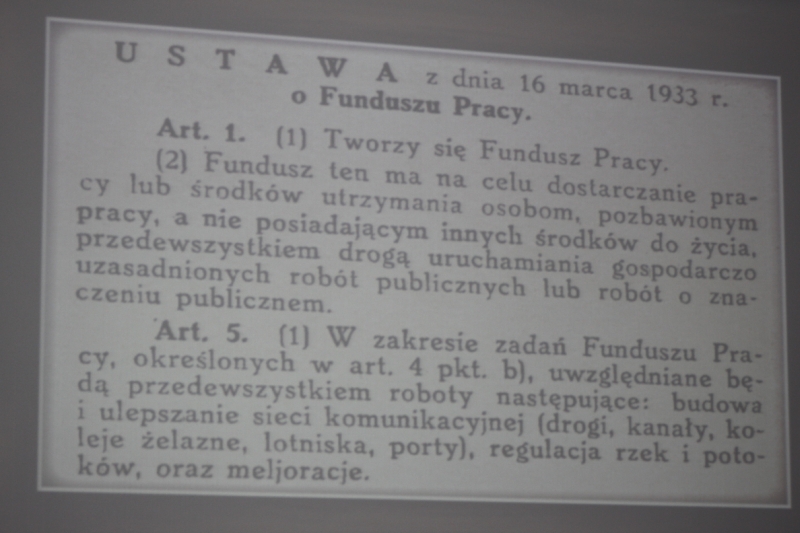 USTAWA z dnia 16 marca 1933 r.
o Funduszu Pracy.
Art. 1. (1) Tworzy się Fundusz Pracy.
(2) Fundusz ten ma na celu dostarczanie pra-
cy lub środków utrzymania osobom, pozbawionym
pracy, a nie posiadającym innych środków do życia,
przedewszystkiem drogą uruchamiania gospodarczo
uzasadnionych robót publicznych lub robót o zna-
czeniu publicznem.
Art. 5. (1) W zakresie zadań Funduszu Pra-
cy, określonych w art. 4 pkt. b), uwzględniane bę-
dą przedewszystkiem roboty następujące: budowa
i ulepszanie sieci komunikacyjnej (drogi, kanały, ko-
leje żelazne, lotniska, porty), regulacja rzek i poto-
ków, oraz meljoracje.